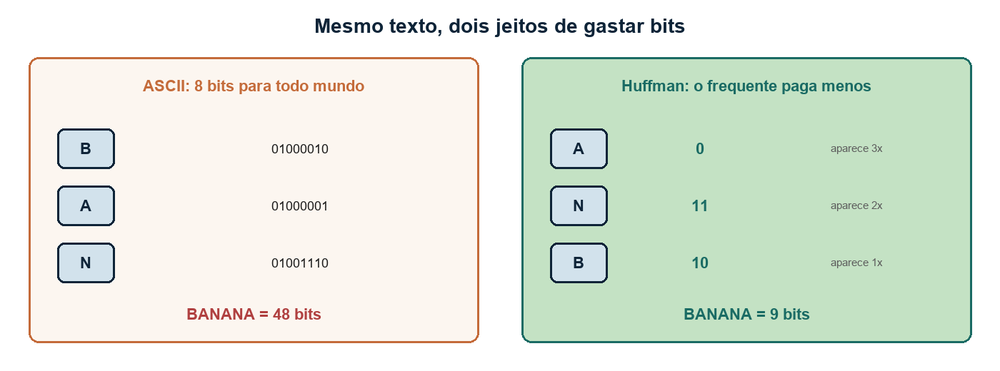 Mesmo texto, dois jeitos de gastar bits
ASCII: 8 bits para todo mundo
B 01000010
A 01000001
N 01001110
BANANA = 48 bits
Huffman: o frequente paga menos
A 0 aparece 3x
N 11 aparece 2x
B 10 aparece 1x
BANANA = 9 bits